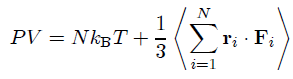 PV = Nk_B T + \frac{1}{3} \left\langle \sum_{i=1}^{N} \mathbf{r}_i \cdot \mathbf{F}_i \right\rangle